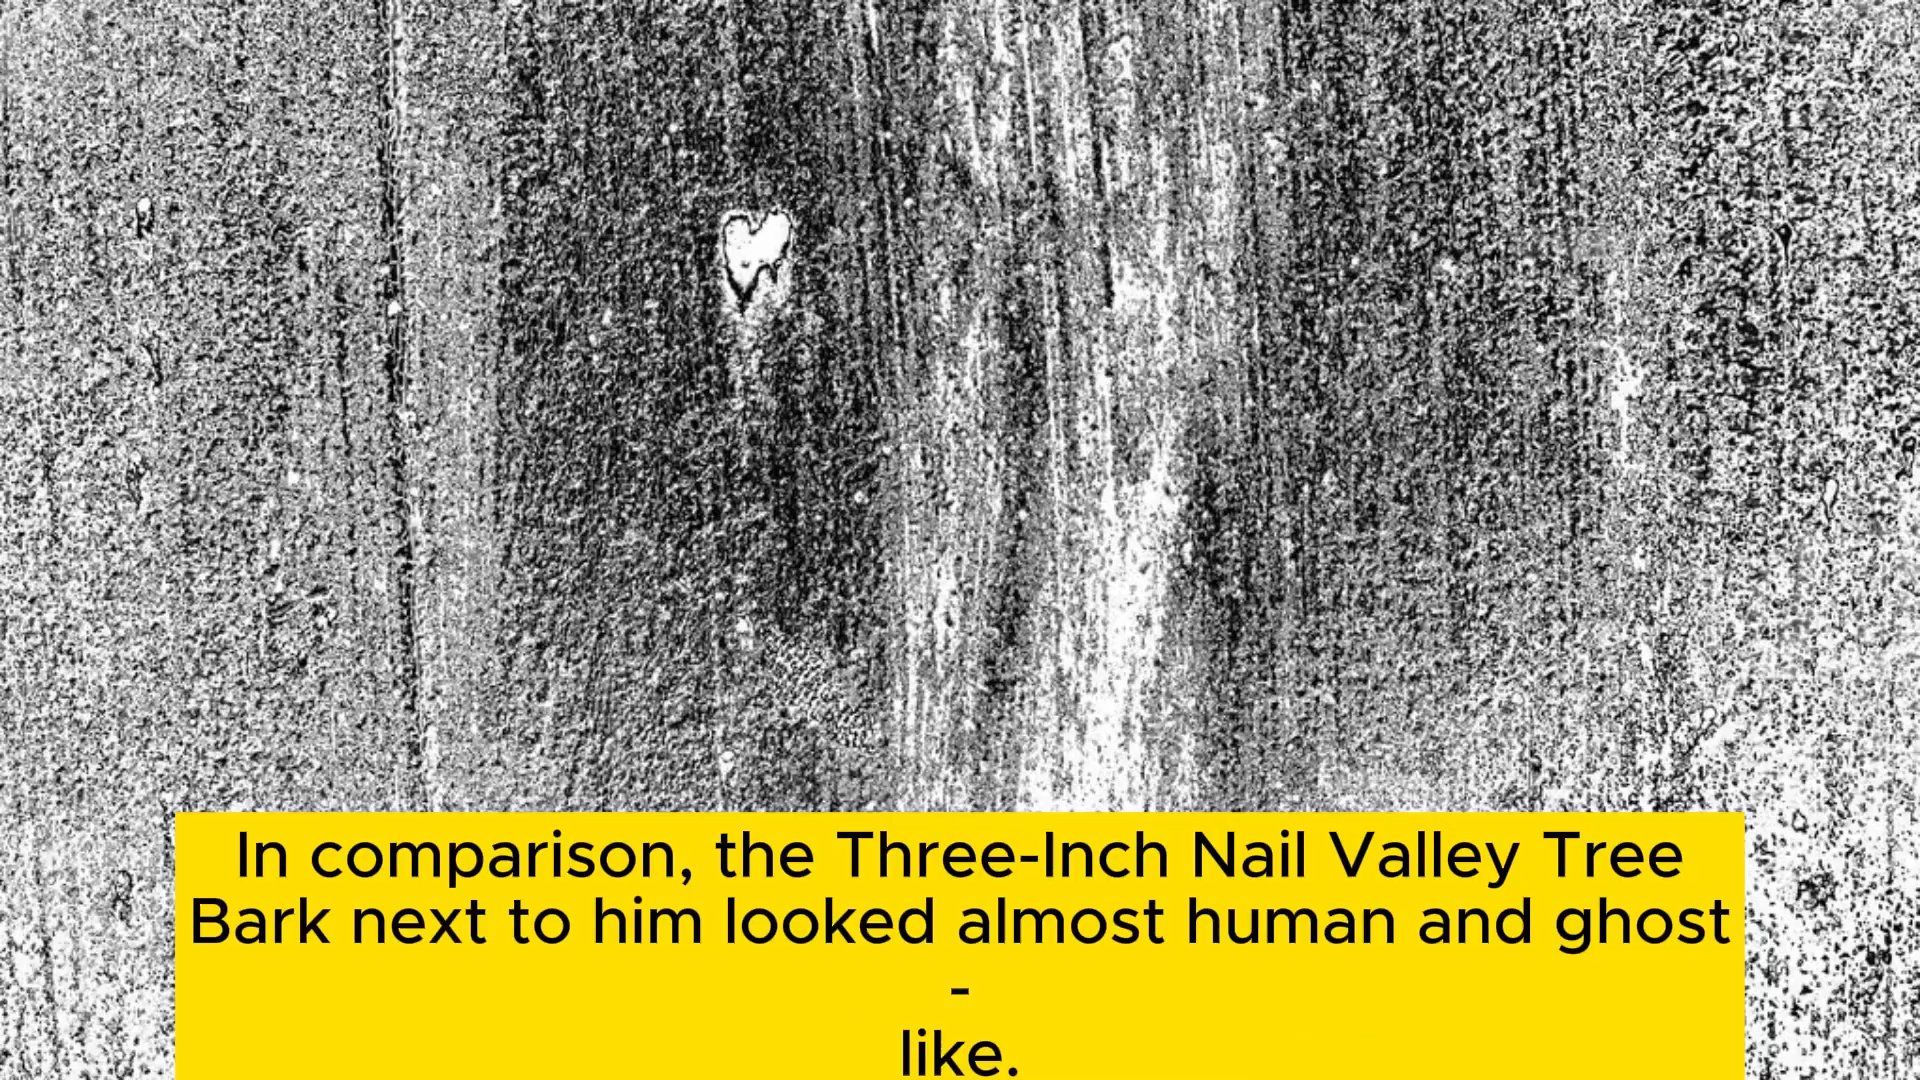 In comparison, the Three-Inch Nail Valley Tree
Bark next to him looked almost human and ghost
-
like.